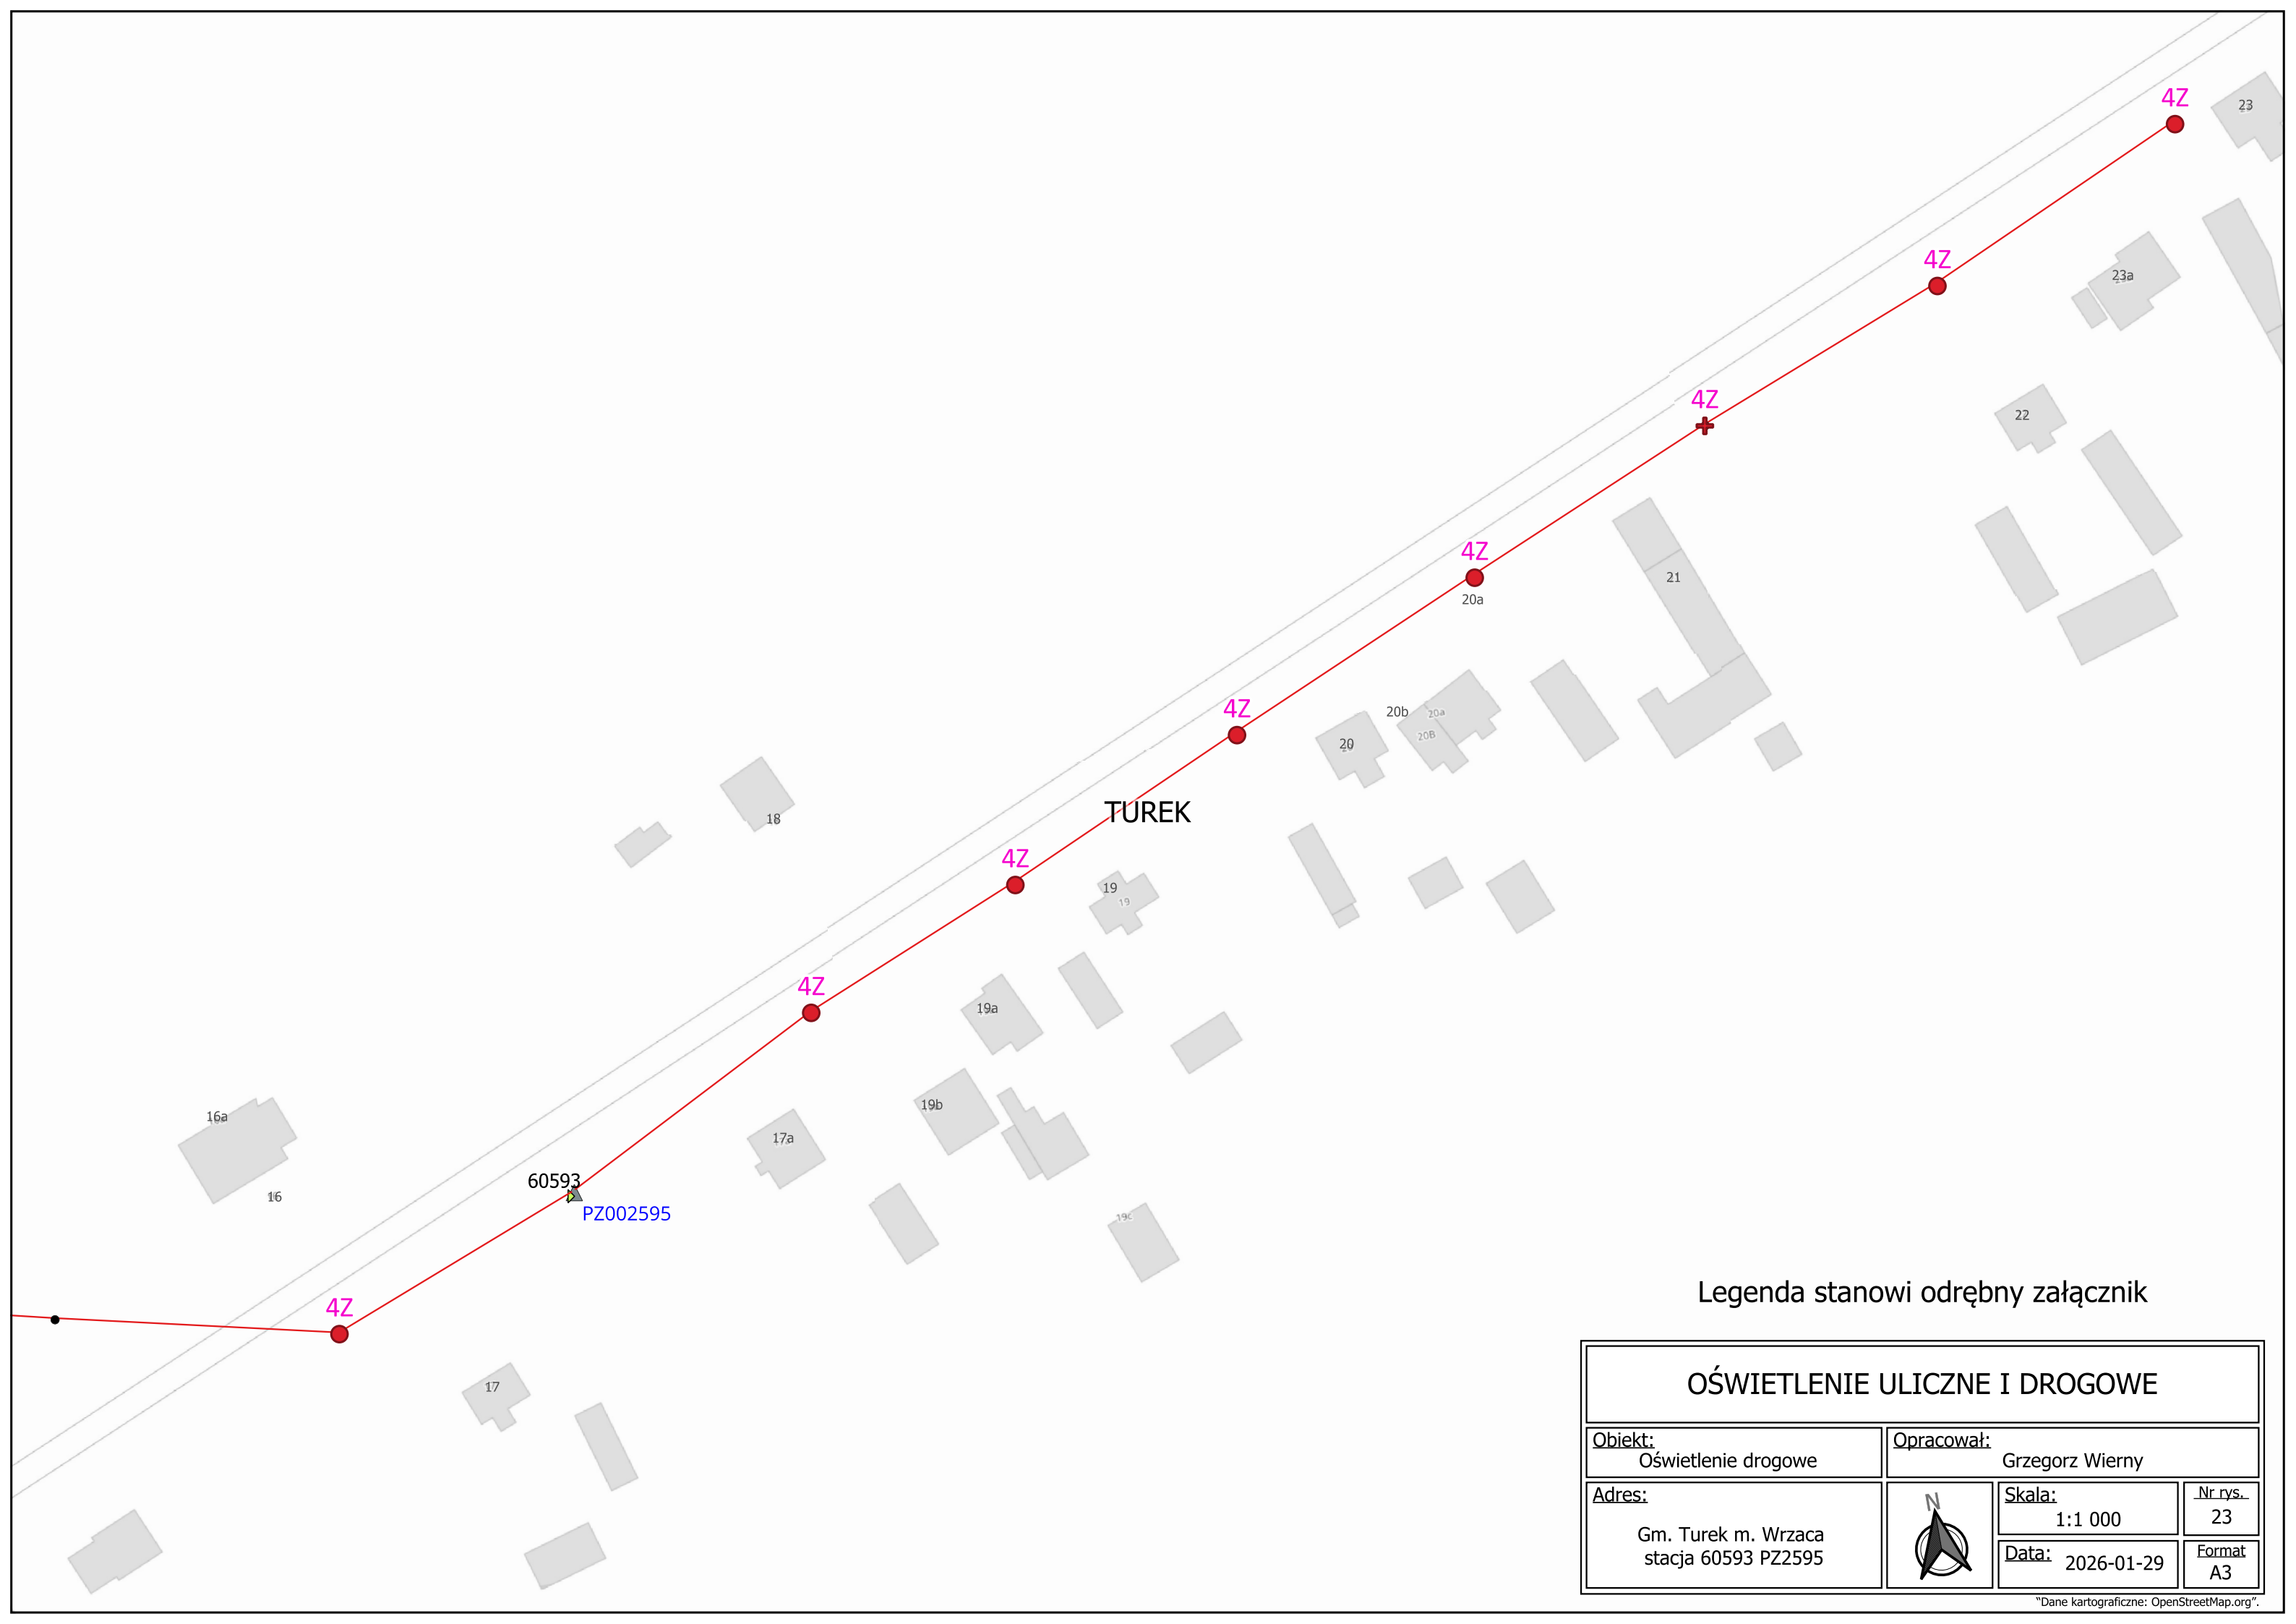 4Z
23
4Z
23a
4Z
22
4Z
20a
21
4Z
20b
20a
20
20B
18
TUREK
4Z
19
19
4Z
19a
19b
16a
17a
60593
16
PZ002595
19c
4Z
17
Legenda stanowi odrębny załącznik
OŚWIETLENIE ULICZNE I DROGOWE
Obiekt:
Oświetlenie drogowe
Opracował:
Grzegorz Wierny
Adres:
Gm. Turek m. Wrzaca
stacja 60593 PZ2595
N
Skala:
1:1 000
Nr rys.
23
Data: 2026-01-29
Format
A3
“Dane kartograficzne: OpenStreetMap.org”.